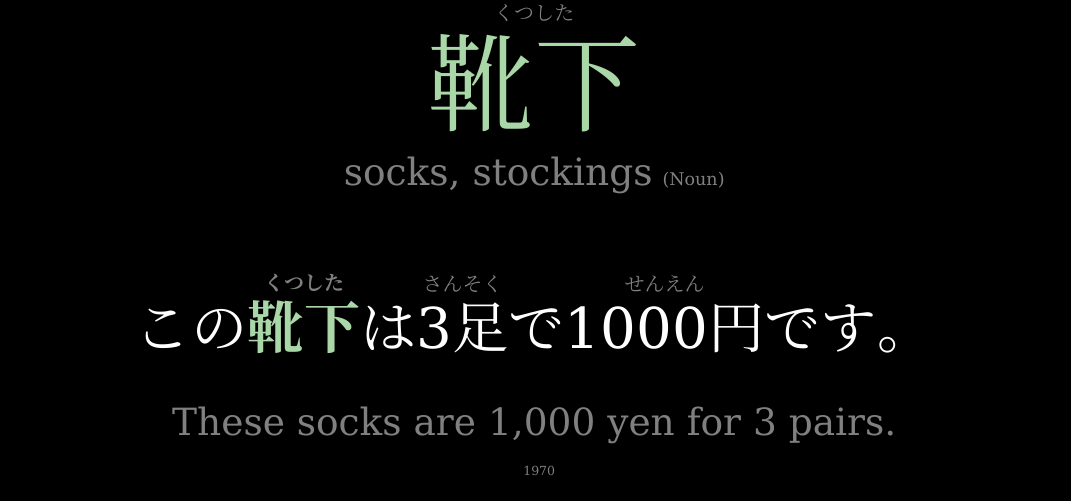 くつした
靴下
socks, stockings (Noun)
くつした さんそく せんえん
この靴下は3足で1000円です。
These socks are 1,000 yen for 3 pairs.
1970